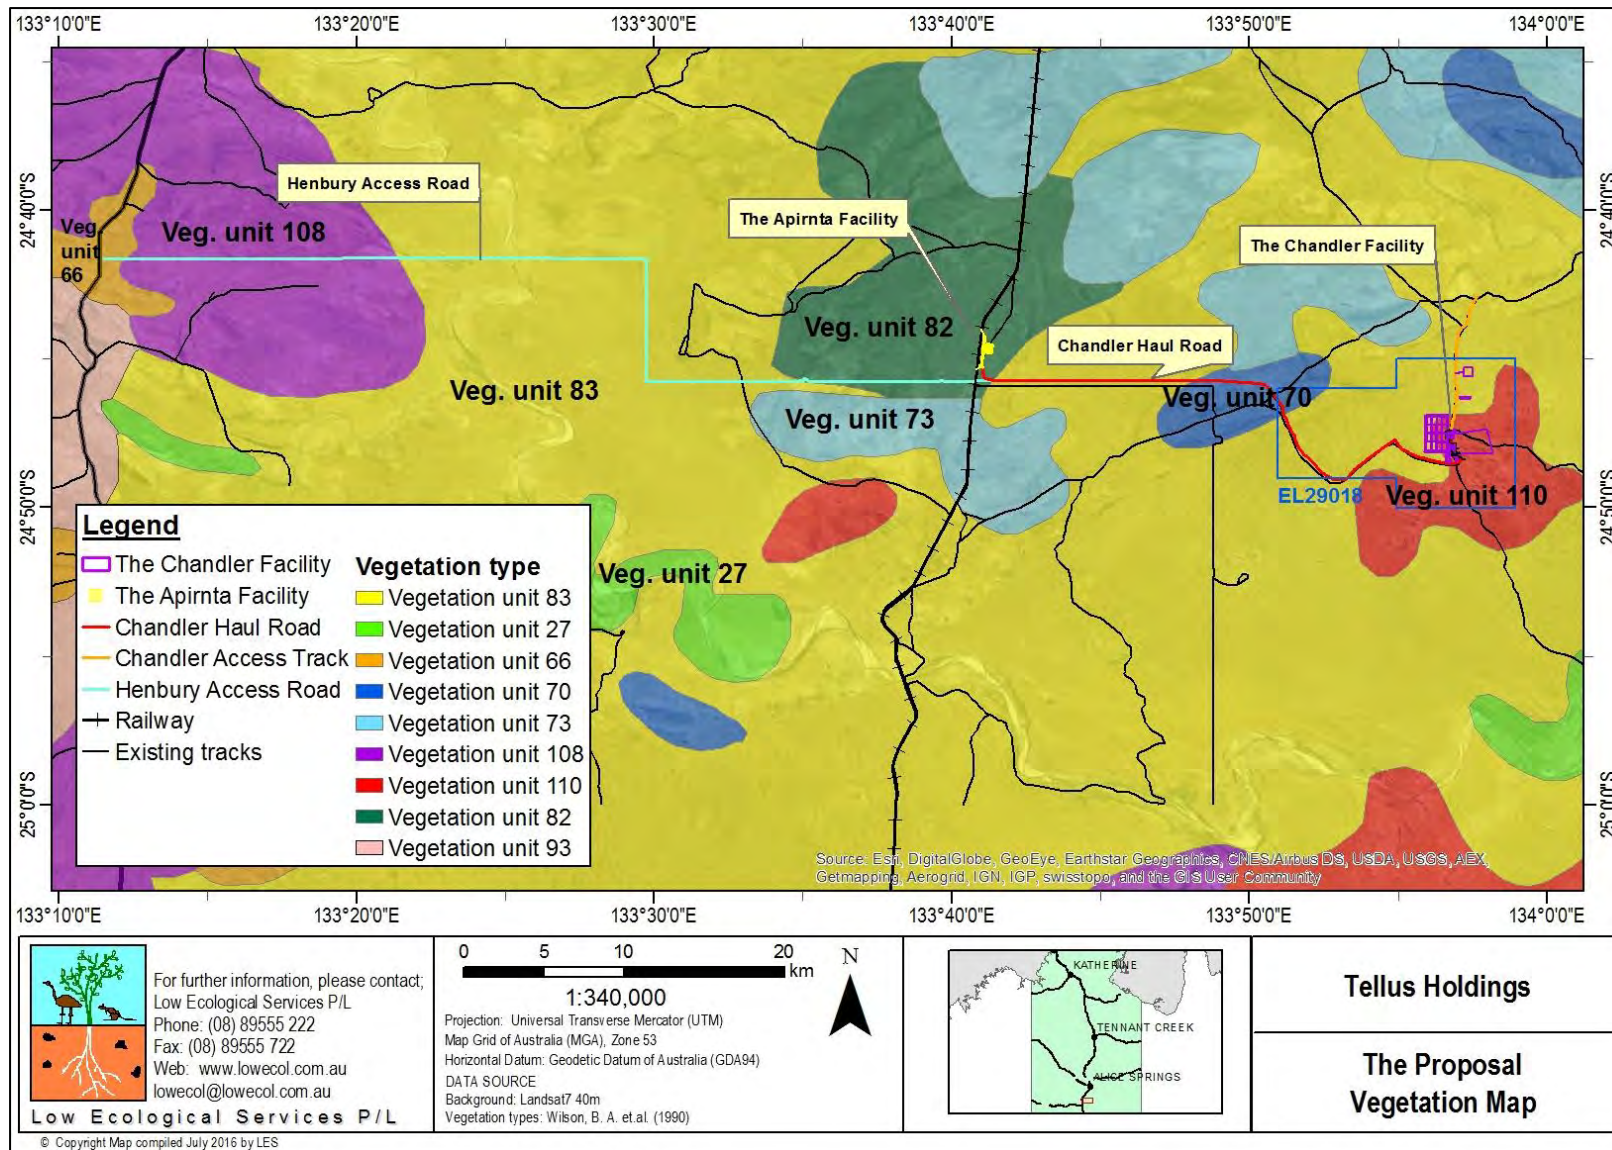 133°10'0"E
133°20'0"E
133°30'0"E
133°40'0"E
133°50'0"E
134°0'0"E
24°40'0"S
24°40'0"S
Henbury Access Road
The Apirnta Facility
The Chandler Facility
Veg.
unit
66
Veg. unit 108
Veg. unit 82
Chandler Haul Road
Veg. unit 83
Veg. unit 73
Veg. unit 70
EL29018
Veg. unit 110
24°50'0"S
24°50'0"S
Veg. unit 27
Legend
The Chandler Facility
The Apirnta Facility
Chandler Haul Road
Chandler Access Track
Henbury Access Road
Railway
Existing tracks
Vegetation type
Vegetation unit 83
Vegetation unit 27
Vegetation unit 66
Vegetation unit 70
Vegetation unit 73
Vegetation unit 108
Vegetation unit 110
Vegetation unit 82
Vegetation unit 93
25°0'0"S
25°0'0"S
Source: Esri, DigitalGlobe, GeoEye, Earthstar Geographics, CNES/Airbus DS, USDA, USGS, AEX,
Getmapping, Aerogrid, IGN, IGP, swisstopo, and the GIS User Community
133°10'0"E
133°20'0"E
133°30'0"E
133°40'0"E
133°50'0"E
134°0'0"E
For further information, please contact;
Low Ecological Services P/L
Phone: (08) 89555 222
Fax: (08) 89555 722
Web: www.lowecol.com.au
lowecol@lowecol.com.au
Low Ecological Services P/L
© Copyright Map compiled July 2016 by LES
0 5 10 20
km
1:340,000
N
Projection: Universal Transverse Mercator (UTM)
Map Grid of Australia (MGA), Zone 53
Horizontal Datum: Geodetic Datum of Australia (GDA94)
DATA SOURCE
Background: Landsat7 40m
Vegetation types: Wilson, B. A. et.al. (1990)
KATHERINE
TENNANT CREEK
ALICE SPRINGS
Tellus Holdings
The Proposal
Vegetation Map